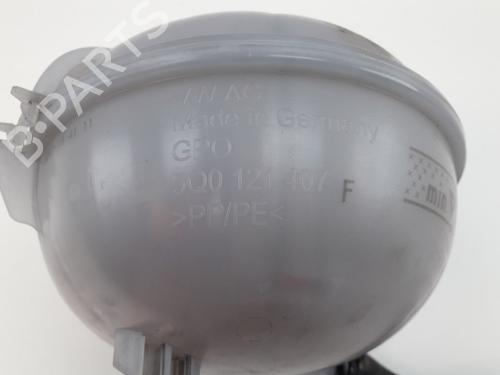 B-PARTS
VW AG
Made in Germany
GPO
5Q0 121 407 F
>PP/PE<
min